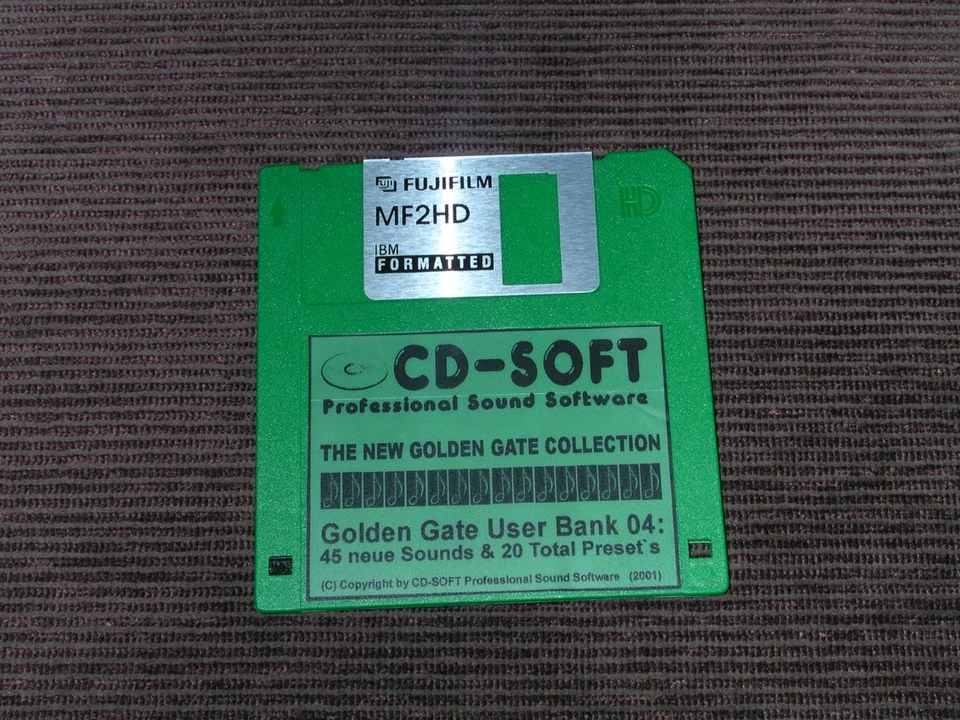 FUJI FUJIFILM
MF2HD
IBM
FORMATTED
HD
CD-SOFT
Professional Sound Software
THE NEW GOLDEN GATE COLLECTION
Golden Gate User Bank 04:
45 neue Sounds & 20 Total Preset`s
(C) Copyright by CD-SOFT Professional Sound Software (2001)